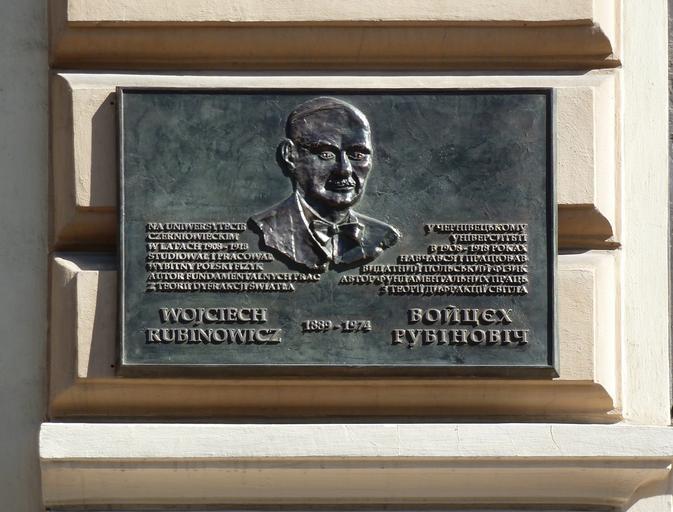 NA UNIWERSYTECIE
CZERNIOWIECKIM
W LATACH 1908-1918
STUDIOWAŁ I PRACOWAŁ
WYBITNY POLSKI FIZYK
AUTOR FUNDAMENTALNYCH PRAC
Z TEORII DYFRAKCJI ŚWIATŁA
WOJCIECH
RUBINOWICZ
1889-1974
У ЧЕРНІВЕЦЬКОМУ
УНІВЕРСИТЕТІ
В 1908-1918 РОКАХ
НАВЧАВСЯ І ПРАЦЮВАВ
ВИДАТНИЙ ПОЛЬСЬКИЙ ФІЗИК
АВТОР ФУНДАМЕНТАЛЬНИХ ПРАЦЬ
З ТЕОРІЇ ДИФРАКЦІЇ СВІТЛА
ВОЙЦЕХ
РУБІНОВІЧ